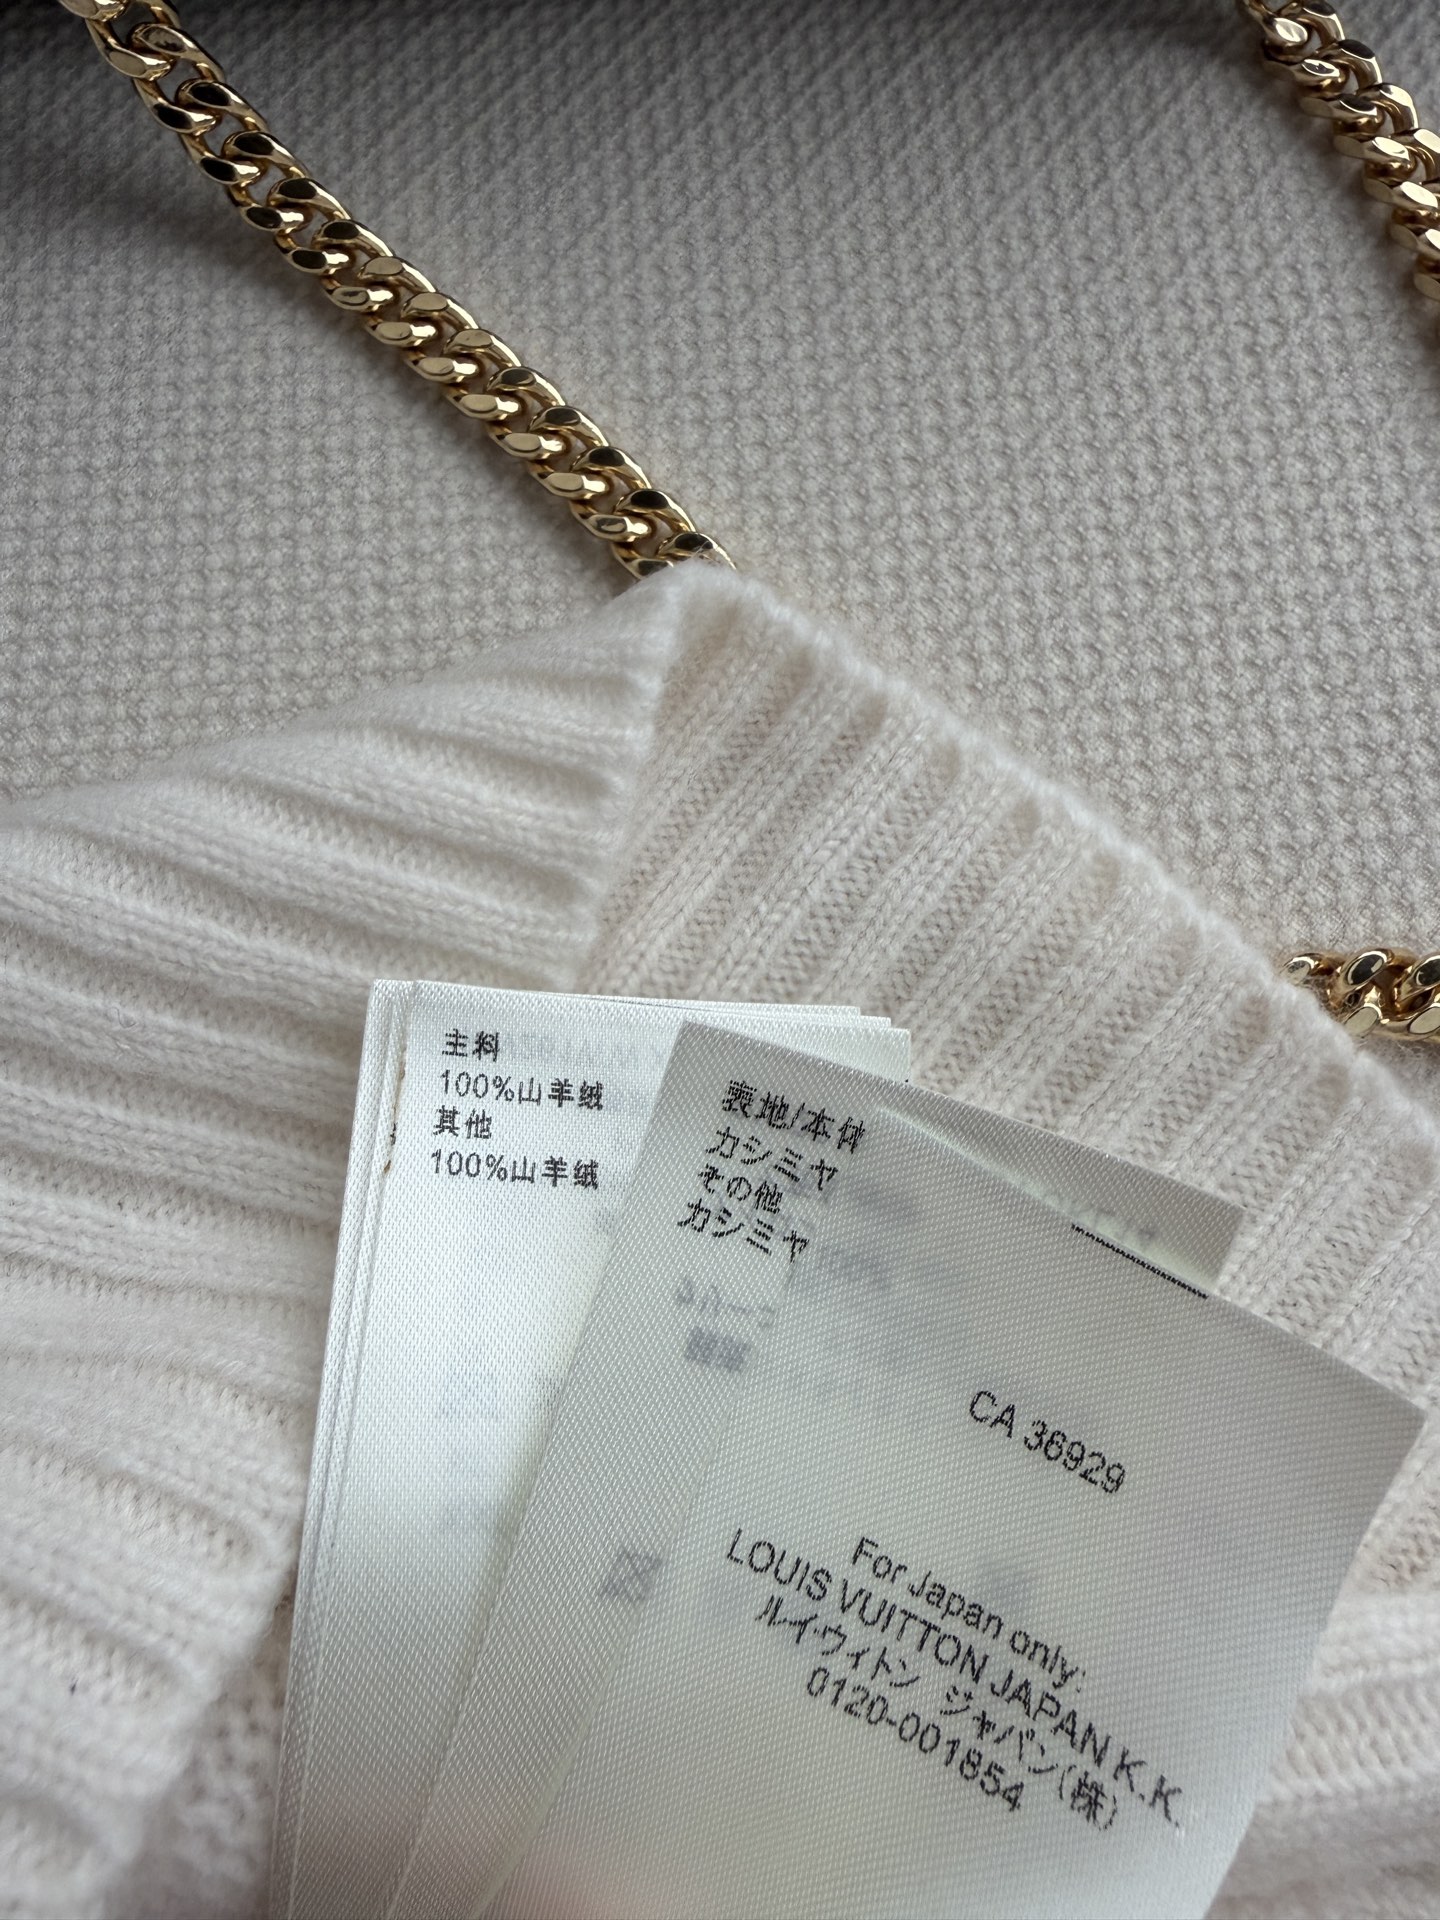 主料
100%山羊绒
其他
100%山羊绒
表地/本体
カシミヤ
その他
カシミヤ
CA 36929
For Japan only:
LOUIS VUITTON JAPAN K.K.
ルイ・ウィトン ジャパン(株)
0120-001854